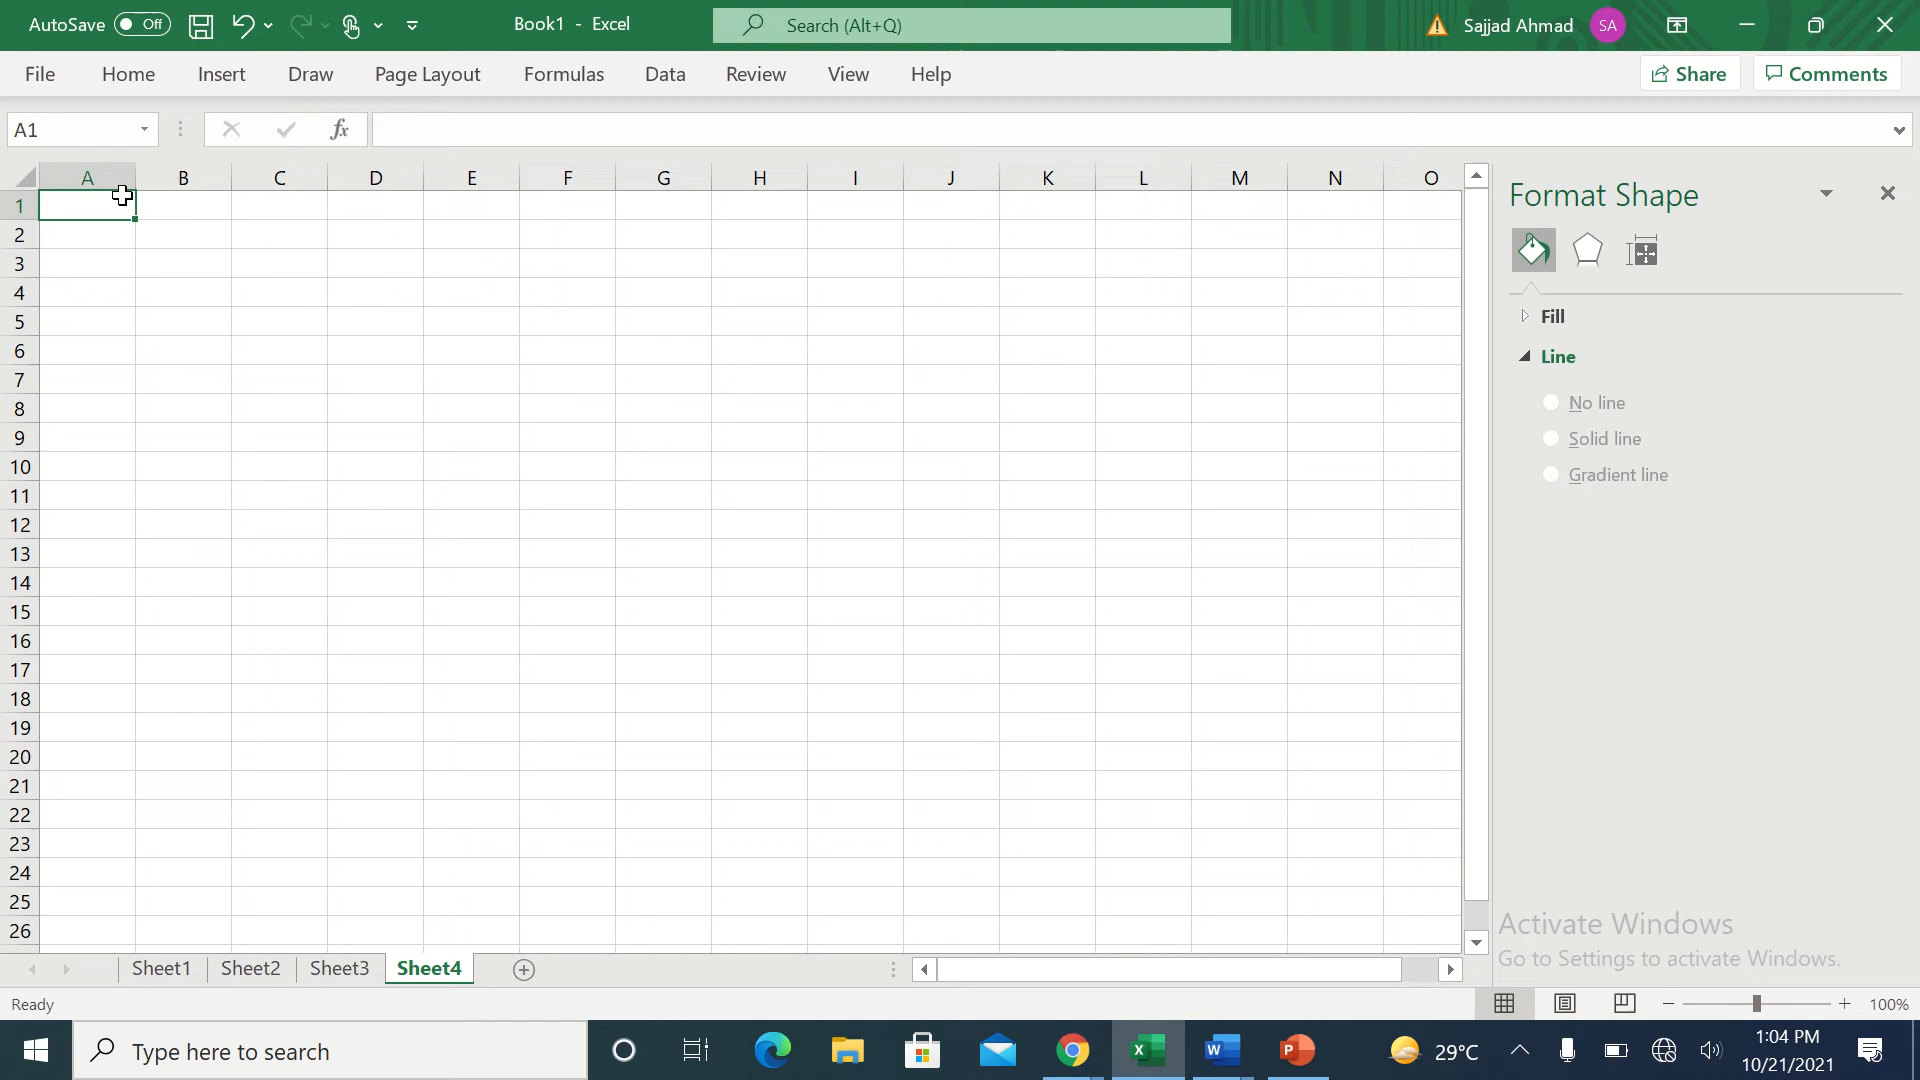 AutoSave Off Book1 - Excel Search (Alt+Q) Sajjad Ahmad SA
File Home Insert Draw Page Layout Formulas Data Review View Help Share Comments
A1 fx
A B C D E F G H I J K L M N O
1
2
3
4
5
6
7
8
9
10
11
12
13
14
15
16
17
18
19
20
21
22
23
24
25
26
Format Shape
Fill
Line
No line
Solid line
Gradient line
Activate Windows
Go to Settings to activate Windows.
Sheet1 Sheet2 Sheet3 Sheet4
Ready 100%
Type here to search 29°C 1:04 PM
10/21/2021